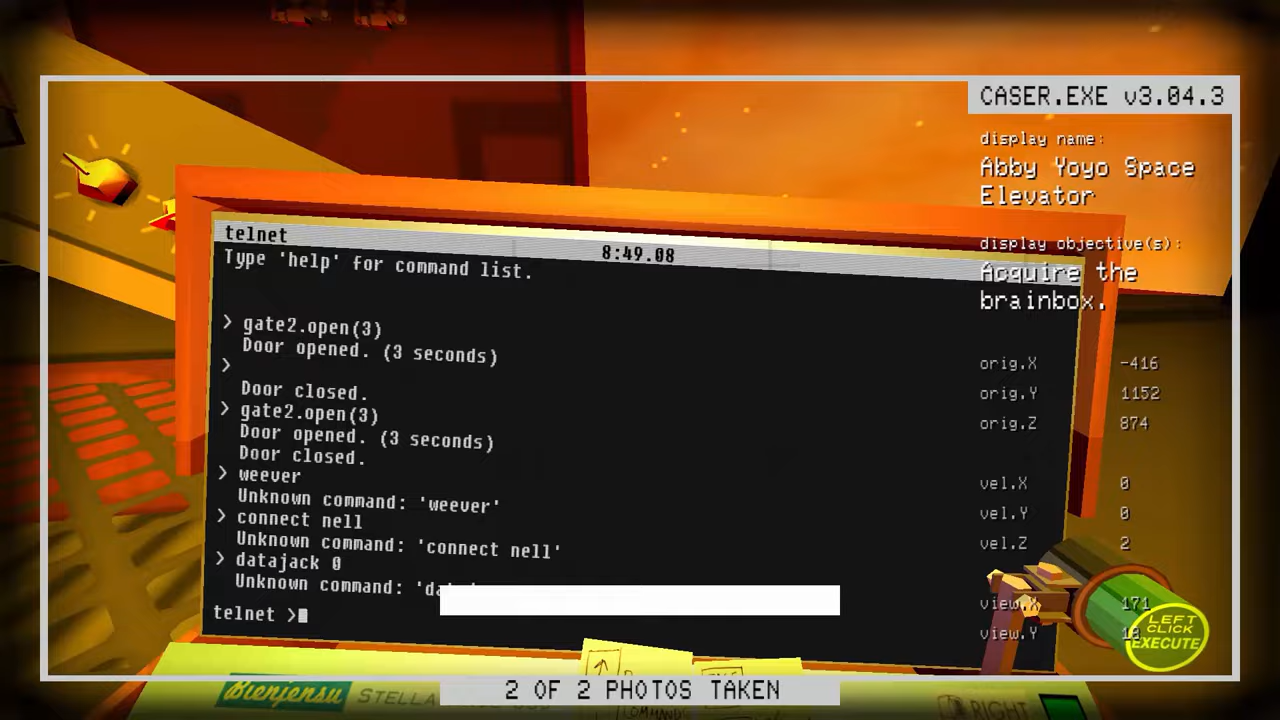 CASER.EXE v3.04.3
display name:
Abby Yoyo Space
Elevator
display objective(s):
Acquire the
brainbox.
telnet
8:49.08
Type 'help' for command list.
> gate2.open(3)
Door opened. (3 seconds)
>
Door closed.
> gate2.open(3)
Door opened. (3 seconds)
Door closed.
> weever
Unknown command: 'weever'
> connect nell
Unknown command: 'connect nell'
> datajack 0
Unknown command:
telnet >
orig.X -416
orig.Y 1152
orig.Z 874
vel.X 0
vel.Y 0
vel.Z 2
view.X 171
view.Y
LEFT
CLICK
EXECUTE
Bienjensu
COMMANDS
RIGHT
2 OF 2 PHOTOS TAKEN